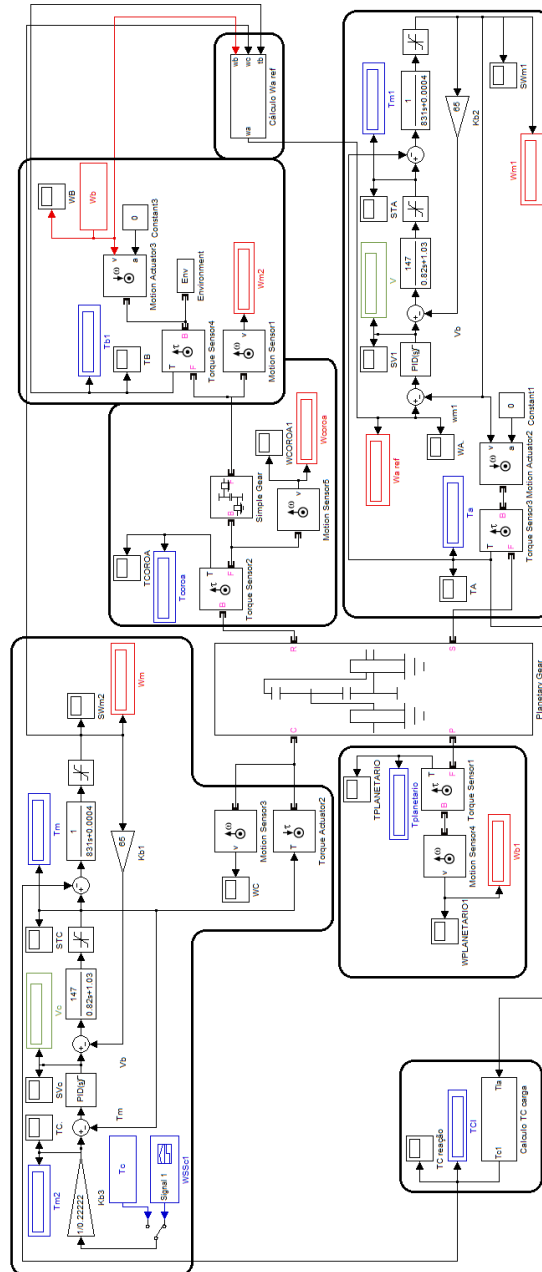 WB
Wb
wb
wc
tb
wa
Cálculo Wa ref
v
a
0
Constant3
Motion Actuator3
Tb1
TB
Env
Environment
T
B
F
Torque Sensor4
Wm2
v
Motion Sensor1
WCOROA1
Wcoroa
B
F
Simple Gear
v
Motion Sensor5
TCOROA
Tcoroa
T
B
F
Torque Sensor2
Tm1
1
831s+0.0004
SWm1
65
Kb2
Wm1
STA
V
147
0.82s+1.03
Vb
SV1
PID(s)
wm1
Wa ref
WA.
0
Constant1
v
a
Motion Actuator2
Ta
TA
T
B
F
Torque Sensor3
R
C
S
P
Planetary Gear
SWm2
Wm
Tm
1
831s+0.0004
65
Kb1
STC
Vc
147
0.82s+1.03
Vb
SVc
PID(s)
Tm
TC.
Tm2
1/0.22222
Kb3
Tc
Signal 1
WSSc1
v
Motion Sensor3
WC
T
Torque Actuator2
TPLANETARIO
Tplanetario
T
B
F
Torque Sensor1
v
Motion Sensor4
WPLANETARIO1
Wb1
TC reação
TCl
Tc1
Tta
Calculo TC carga